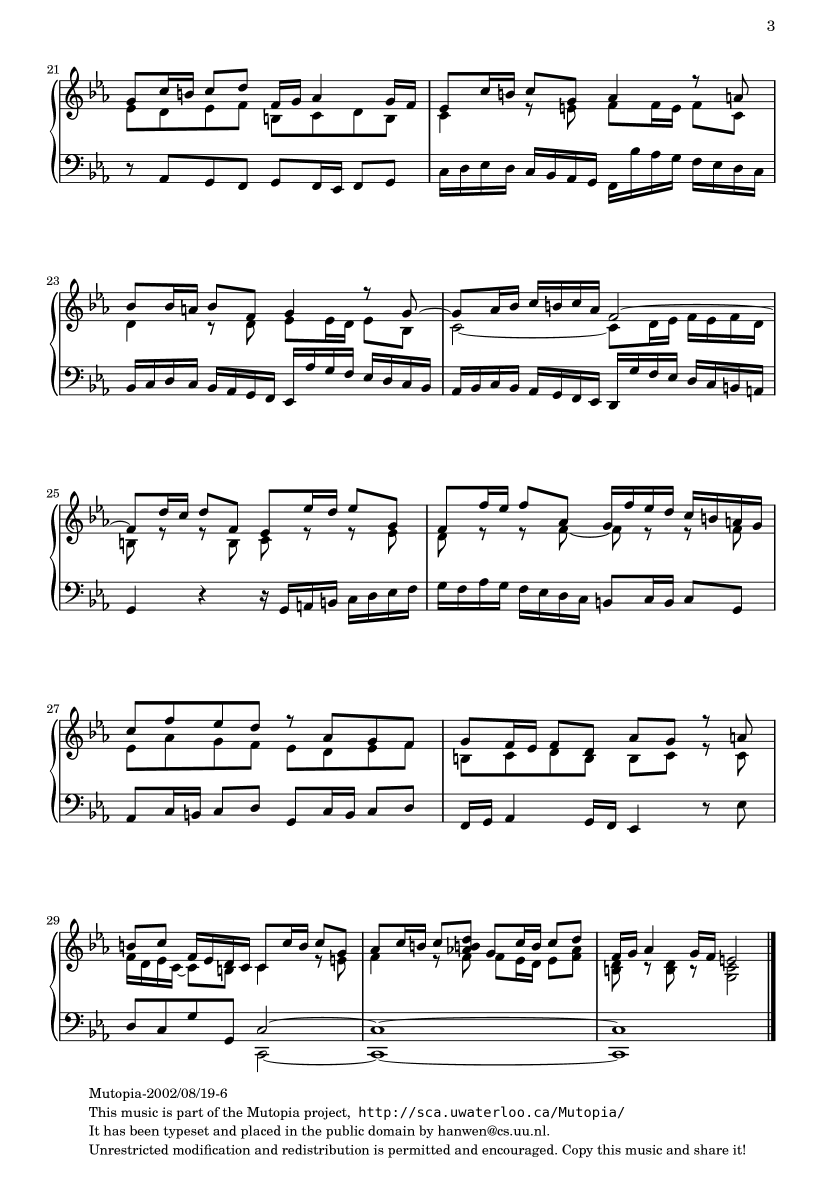 3
21
23
25
27
29
Mutopia-2002/08/19-6
This music is part of the Mutopia project, http://sca.uwaterloo.ca/Mutopia/
It has been typeset and placed in the public domain by hanwen@cs.uu.nl.
Unrestricted modification and redistribution is permitted and encouraged. Copy this music and share it!